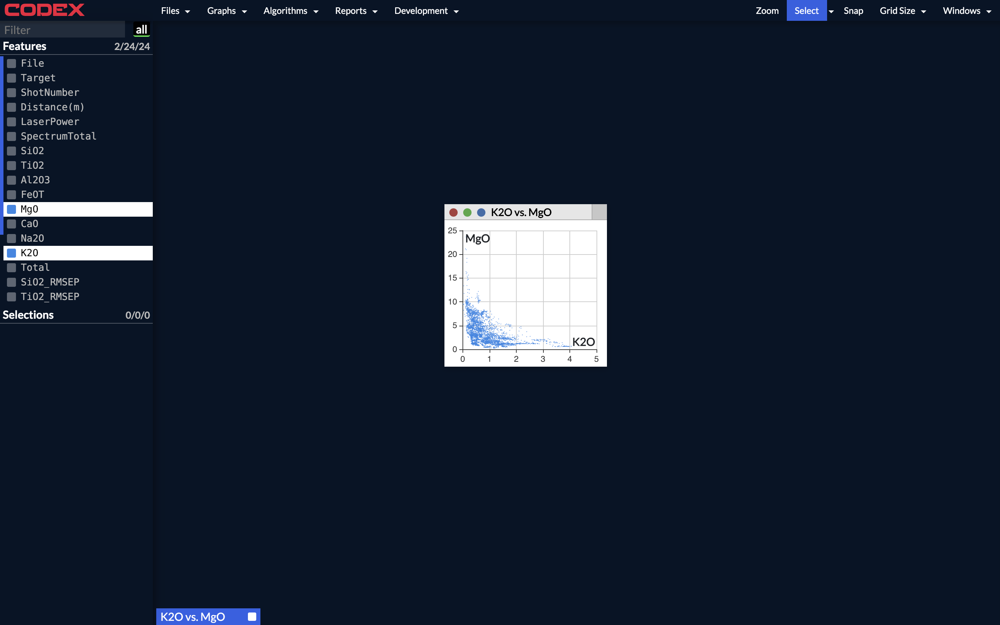 CODEX Files Graphs Algorithms Reports Development Zoom Select Snap Grid Size Windows
Filter all
Features 2/24/24
File
Target
ShotNumber
Distance(m)
LaserPower
SpectrumTotal
SiO2
TiO2
Al2O3
FeOT
MgO
CaO
Na2O
K2O
Total
SiO2_RMSEP
TiO2_RMSEP
Selections 0/0/0
K2O vs. MgO
25
MgO
20
15
10
5
K2O
0
0 1 2 3 4 5
K2O vs. MgO